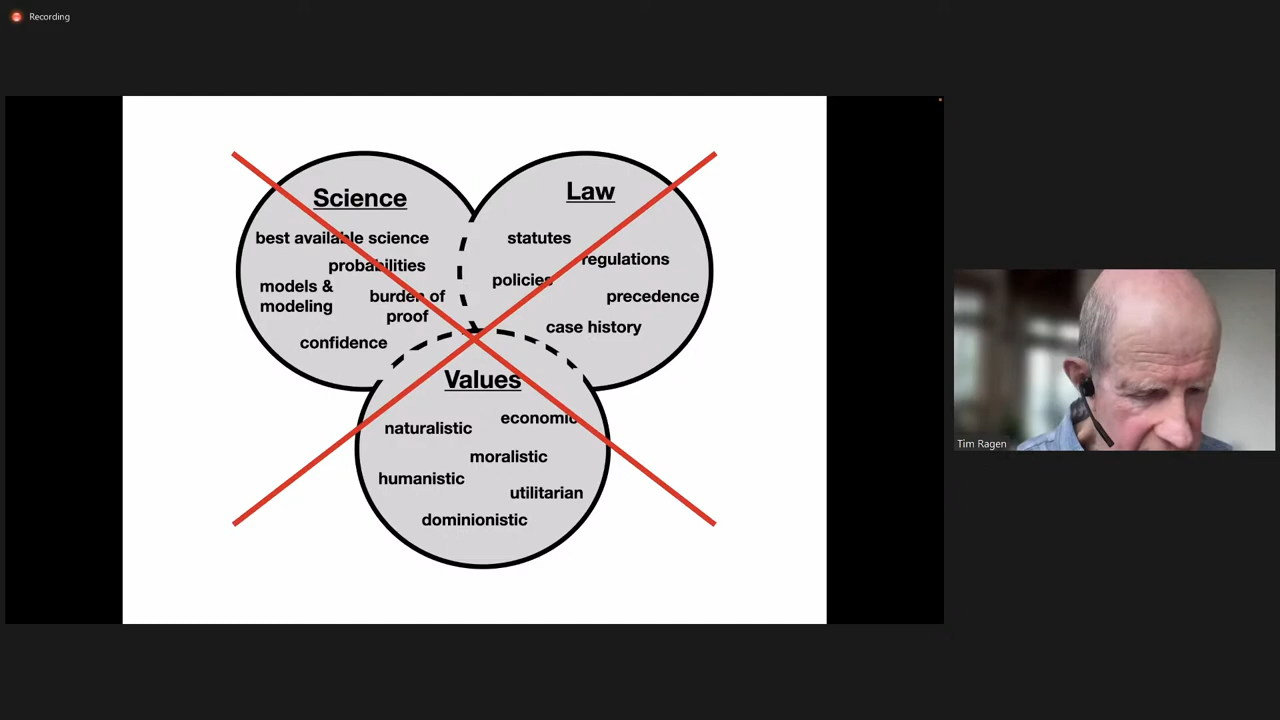 Recording
Science
best available science
probabilities
models &
modeling
burden of
proof
confidence
Law
statutes
regulations
policies
precedence
case history
Values
economic
naturalistic
moralistic
humanistic
utilitarian
dominionistic
Tim Ragen